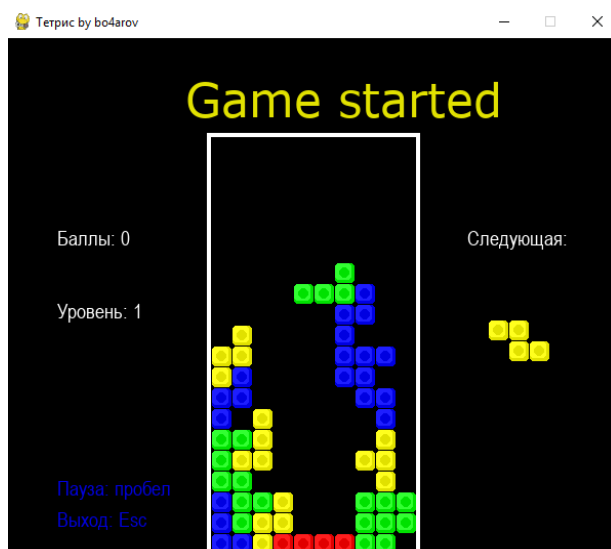 Тетрис by bo4arov
Game started
Баллы: 0
Следующая:
Уровень: 1
Пауза: пробел
Выход: Esc